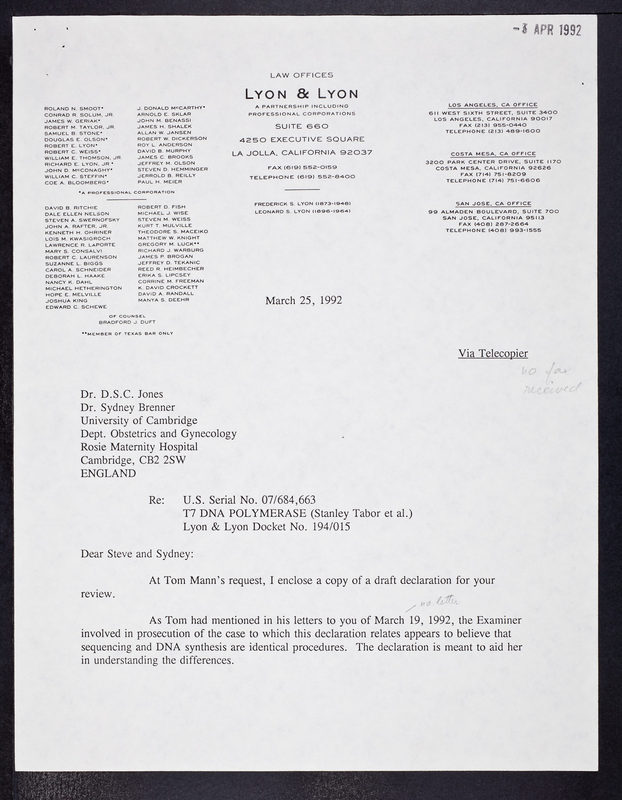 -3 APR 1992
LAW OFFICES
LYON & LYON
A PARTNERSHIP INCLUDING
PROFESSIONAL CORPORATIONS
SUITE 660
4250 EXECUTIVE SQUARE
LA JOLLA, CALIFORNIA 92037
FAX (619) 552-0159
TELEPHONE (619) 552-8400
FREDERICK S. LYON (1873-1948)
LEONARD S. LYON (1896-1964)
ROLAND N. SMOOT*
CONRAD R. SOLUM, JR.
JAMES W. GERIAK*
ROBERT M. TAYLOR, JR.
SAMUEL B. STONE*
DOUGLAS E. OLSON*
ROBERT E. LYON*
ROBERT C. WEISS*
WILLIAM E. THOMSON, JR.
RICHARD E. LYON, JR.*
JOHN D. McCONAGHY*
WILLIAM C. STEFFIN*
COE A. BLOOMBERG*
J. DONALD McCARTHY*
ARNOLD E. SKLAR
JOHN M. BENASSI
JAMES H. SHALEK
ALLAN W. JANSEN
ROBERT W. DICKERSON
ROY L. ANDERSON
DAVID B. MURPHY
JAMES C. BROOKS
JEFFREY M. OLSON
STEVEN D. HEMMINGER
JERROLD B. REILLY
PAUL H. MEIER
*A PROFESSIONAL CORPORATION
DAVID B. RITCHIE
DALE ELLEN NELSON
STEVEN A. SWERNOFSKY
JOHN A. RAFTER, JR.
KENNETH H. OHRINER
LOIS M. KWASIGROCH
LAWRENCE R. LaPORTE
MARY S. CONSALVI
ROBERT C. LAURENSON
SUZANNE L. BIGGS
CAROL A. SCHNEIDER
DEBORAH L. HAAKE
NANCY K. DAHL
MICHAEL HETHERINGTON
HOPE E. MELVILLE
JOSHUA KING
EDWARD C. SCHEWE
ROBERT D. FISH
MICHAEL J. WISE
STEVEN M. WEISS
KURT T. MULVILLE
THEODORE S. MACEIKO
MATTHEW W. KNIGHT
GREGORY M. LUCK**
RICHARD J. WARBURG
JAMES P. BROGAN
JEFFREY D. TEKANIC
REED R. HEIMBECHER
ERIKA S. LIPCSEY
CORRINE M. FREEMAN
K. DAVID CROCKETT
DAVID A. RANDALL
MANYA S. DEEHR
OF COUNSEL
BRADFORD J. DUFT
**MEMBER OF TEXAS BAR ONLY
LOS ANGELES, CA OFFICE
611 WEST SIXTH STREET, SUITE 3400
LOS ANGELES, CALIFORNIA 90017
FAX (213) 955-0440
TELEPHONE (213) 489-1600
COSTA MESA, CA OFFICE
3200 PARK CENTER DRIVE, SUITE 1170
COSTA MESA, CALIFORNIA 92626
FAX (714) 751-8209
TELEPHONE (714) 751-6606
SAN JOSE, CA OFFICE
99 ALMADEN BOULEVARD, SUITE 700
SAN JOSE, CALIFORNIA 95113
FAX (408) 287-2664
TELEPHONE (408) 993-1555
March 25, 1992
Via Telecopier
no fax
received
Dr. D.S.C. Jones
Dr. Sydney Brenner
University of Cambridge
Dept. Obstetrics and Gynecology
Rosie Maternity Hospital
Cambridge, CB2 2SW
ENGLAND
Re: U.S. Serial No. 07/684,663
T7 DNA POLYMERASE (Stanley Tabor et al.)
Lyon & Lyon Docket No. 194/015
Dear Steve and Sydney:
At Tom Mann's request, I enclose a copy of a draft declaration for your
review.
no letter
As Tom had mentioned in his letters to you of March 19, 1992, the Examiner
involved in prosecution of the case to which this declaration relates appears to believe that
sequencing and DNA synthesis are identical procedures. The declaration is meant to aid her
in understanding the differences.